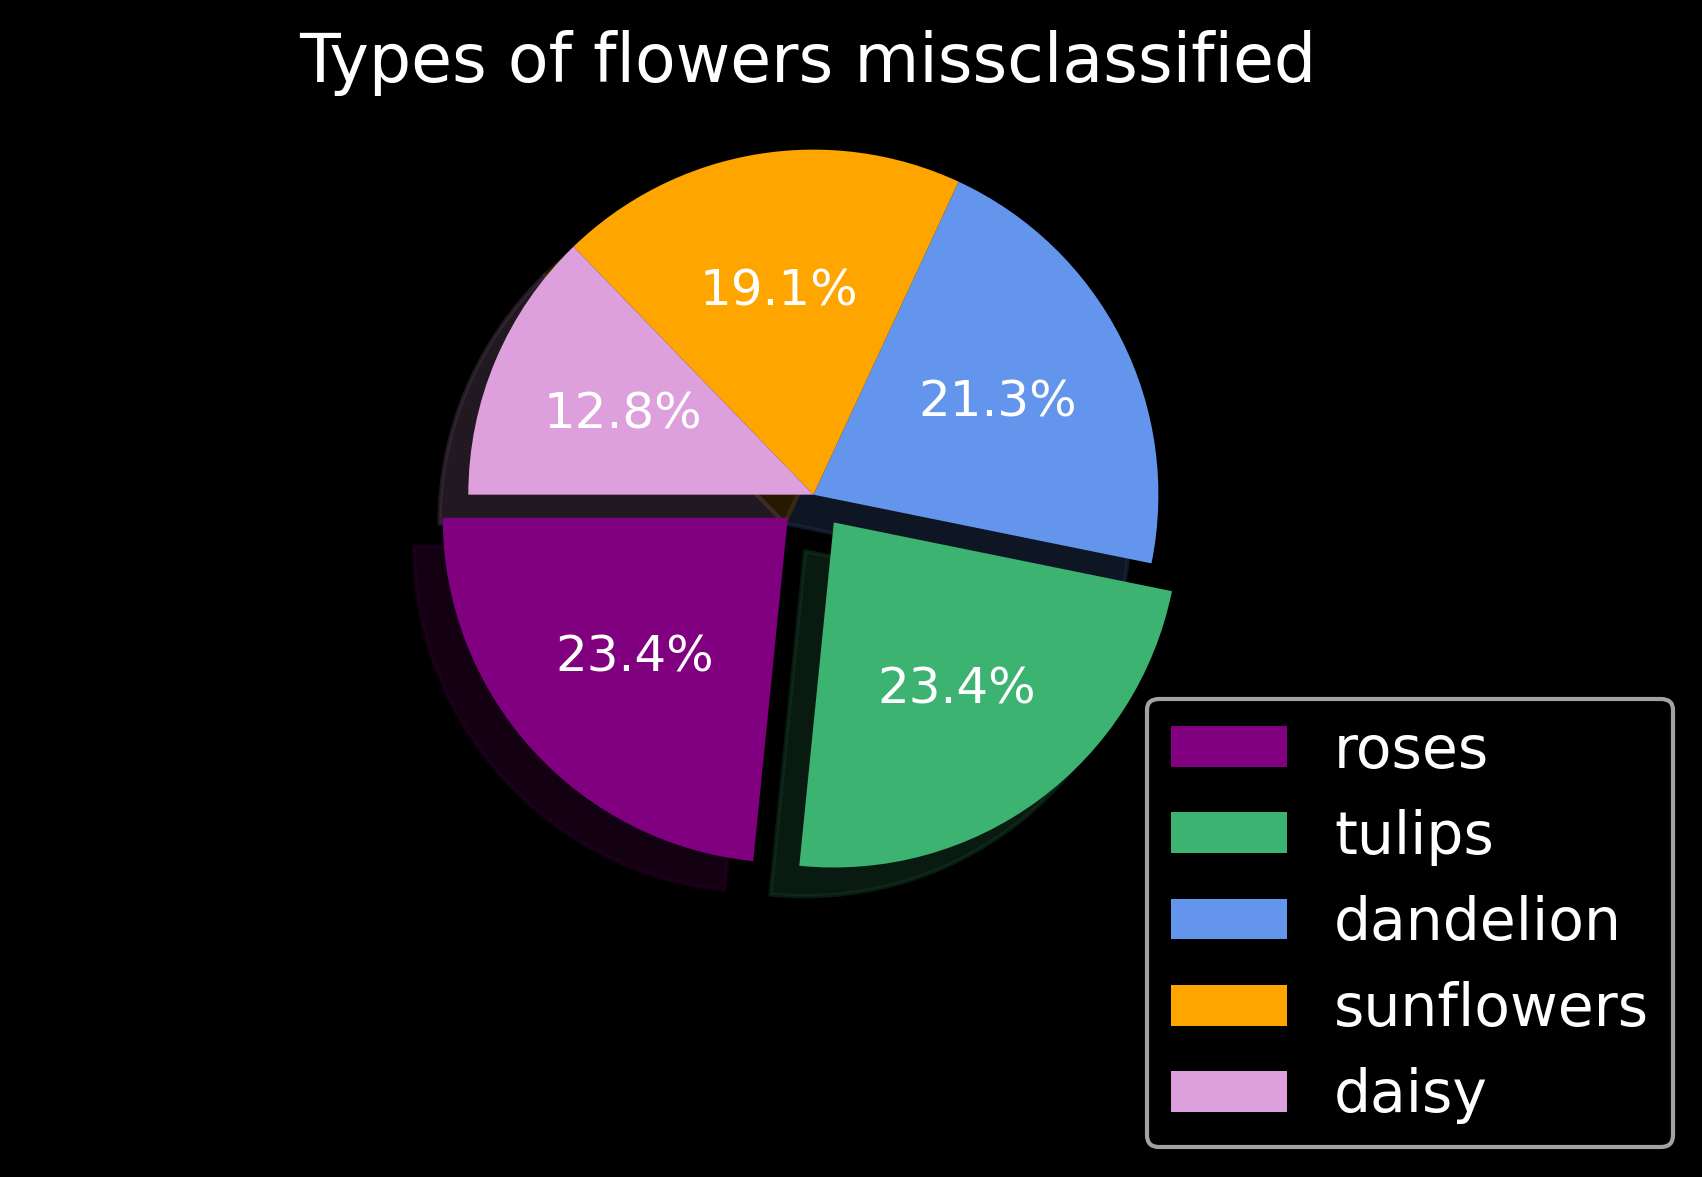 Types of flowers missclassified
19.1%
21.3%
12.8%
23.4%
23.4%
roses
tulips
dandelion
sunflowers
daisy